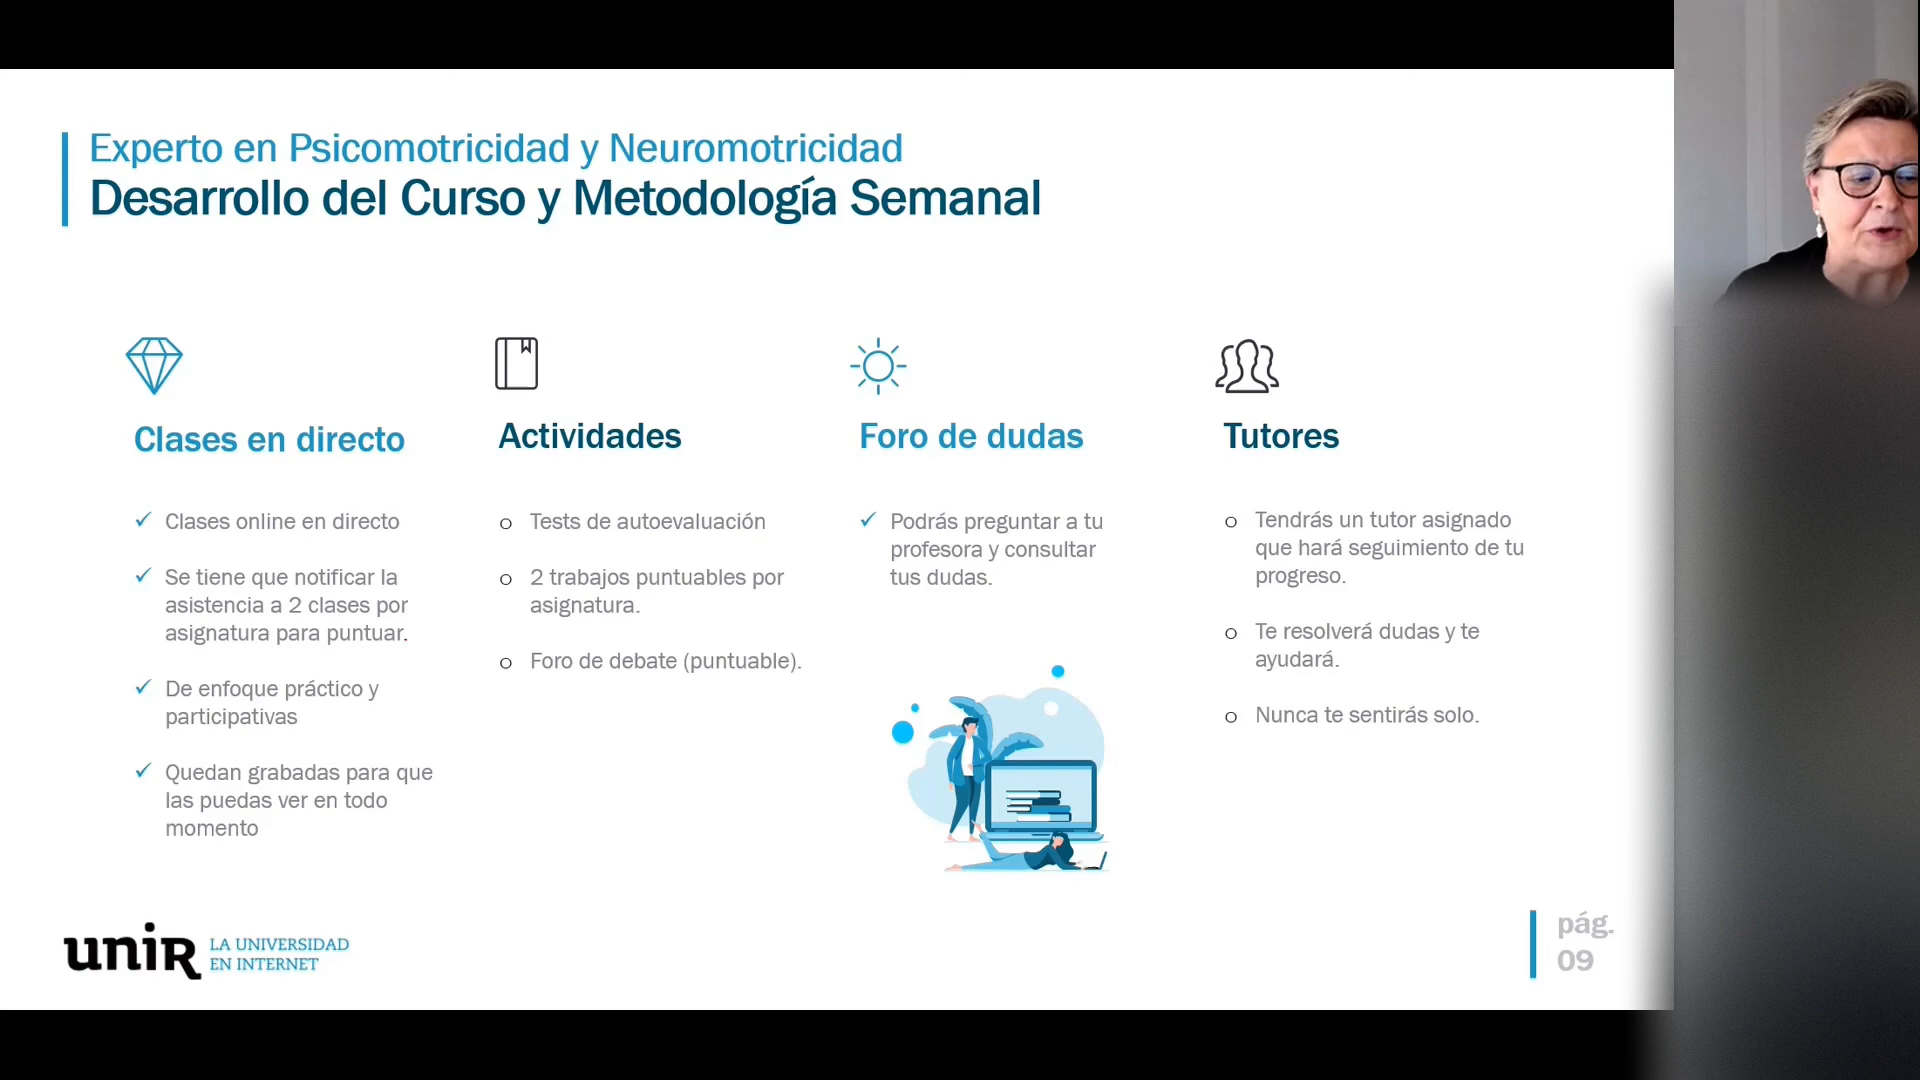 Experto en Psicomotricidad y Neuromotricidad
Desarrollo del Curso y Metodología Semanal
Clases en directo
Clases online en directo
Se tiene que notificar la
asistencia a 2 clases por
asignatura para puntuar.
De enfoque práctico y
participativas
Quedan grabadas para que
las puedas ver en todo
momento
Actividades
Tests de autoevaluación
2 trabajos puntuables por
asignatura.
Foro de debate (puntuable).
Foro de dudas
Podrás preguntar a tu
profesora y consultar
tus dudas.
Tutores
Tendrás un tutor asignado
que hará seguimiento de tu
progreso.
Te resolverá dudas y te
ayudará.
Nunca te sentirás solo.
unir
LA UNIVERSIDAD
EN INTERNET
pág.
09